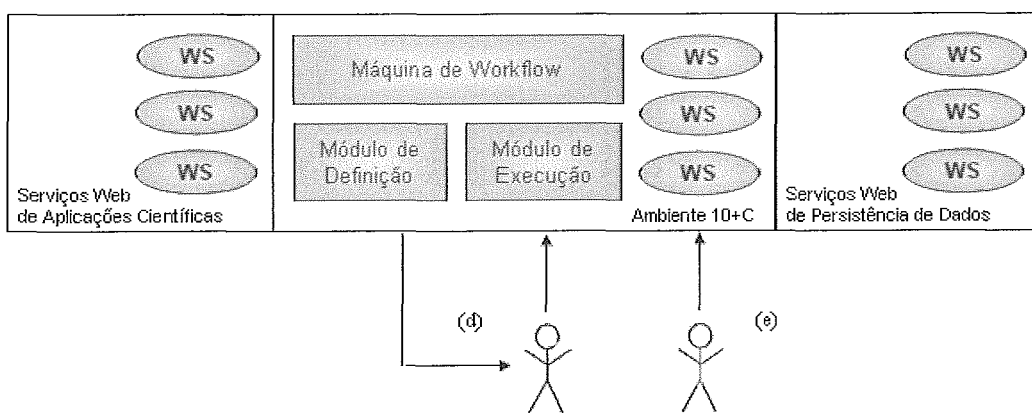 WS
WS
WS
Serviços Web
de Aplicações Científicas
Máquina de Workflow
Módulo de
Definição
Módulo de
Execução
WS
WS
WS
Ambiente 10+C
WS
WS
WS
Serviços Web
de Persistência de Dados
(d)
(e)